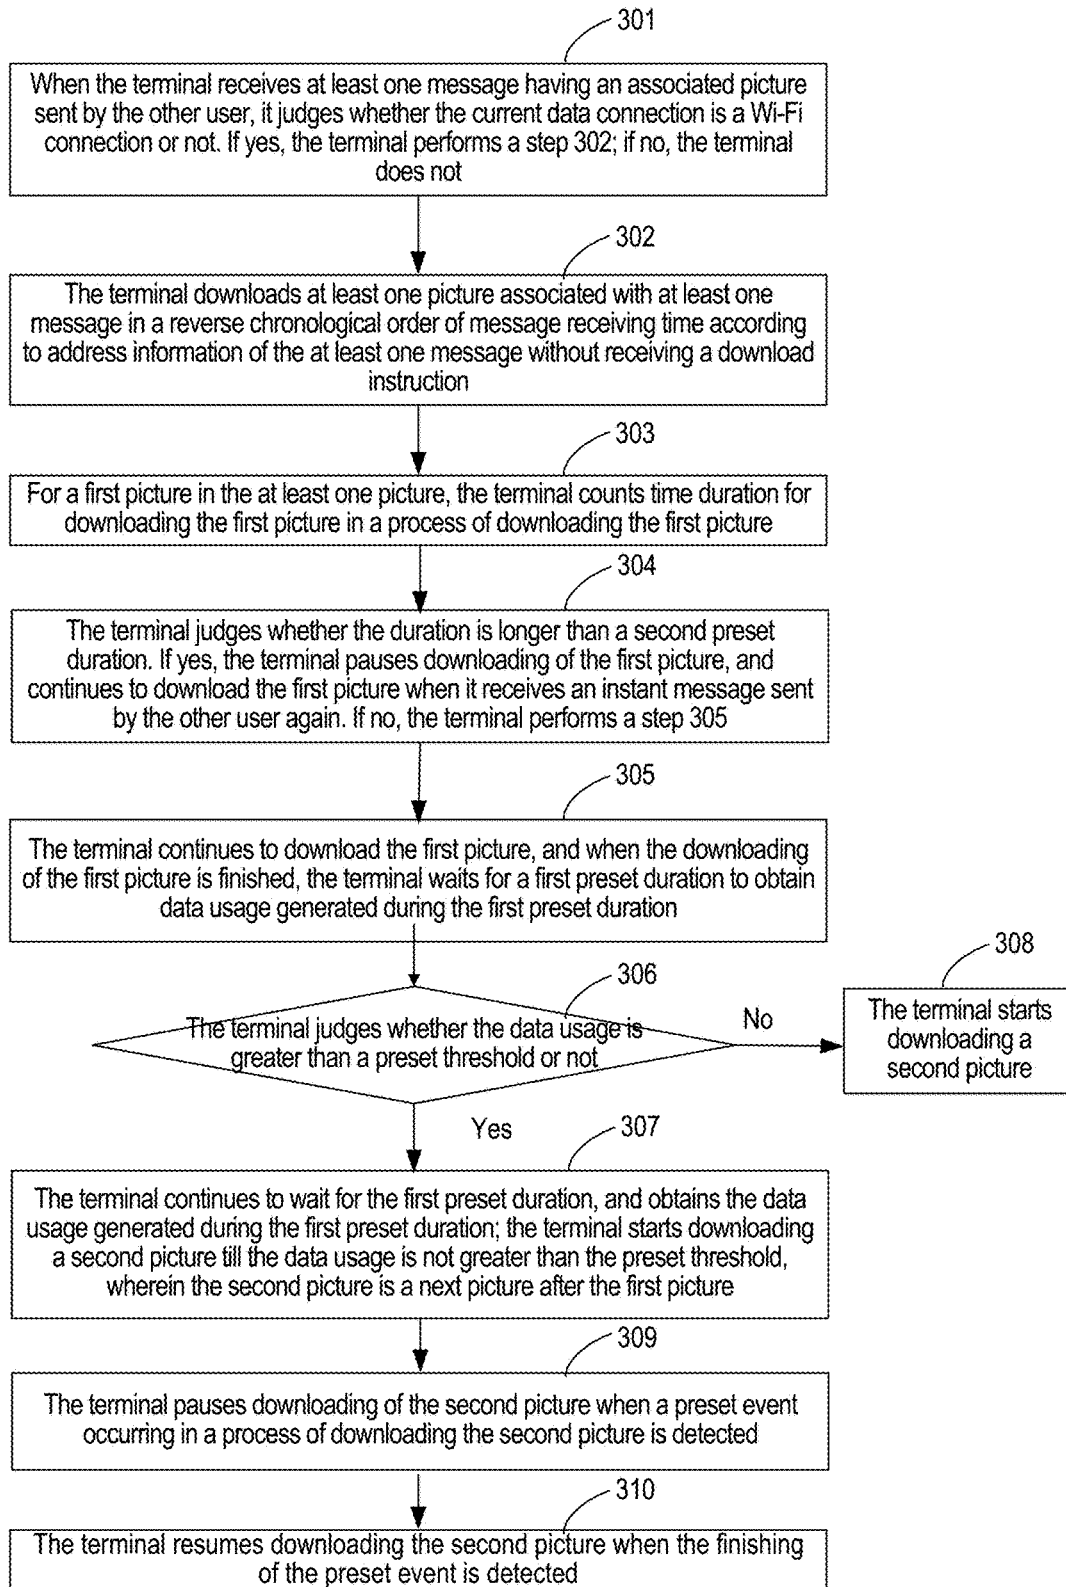 301
When the terminal receives at least one message having an associated picture
sent by the other user, it judges whether the current data connection is a Wi-Fi
connection or not. If yes, the terminal performs a step 302; if no, the terminal
does not
302
The terminal downloads at least one picture associated with at least one
message in a reverse chronological order of message receiving time according
to address information of the at least one message without receiving a download
instruction
303
For a first picture in the at least one picture, the terminal counts time duration for
downloading the first picture in a process of downloading the first picture
304
The terminal judges whether the duration is longer than a second preset
duration. If yes, the terminal pauses downloading of the first picture, and
continues to download the first picture when it receives an instant message sent
by the other user again. If no, the terminal performs a step 305
305
The terminal continues to download the first picture, and when the downloading
of the first picture is finished, the terminal waits for a first preset duration to obtain
data usage generated during the first preset duration
306
The terminal judges whether the data usage is
greater than a preset threshold or not
No
308
The terminal starts
downloading a
second picture
Yes
307
The terminal continues to wait for the first preset duration, and obtains the data
usage generated during the first preset duration; the terminal starts downloading
a second picture till the data usage is not greater than the preset threshold,
wherein the second picture is a next picture after the first picture
309
The terminal pauses downloading of the second picture when a preset event
occurring in a process of downloading the second picture is detected
310
The terminal resumes downloading the second picture when the finishing
of the preset event is detected